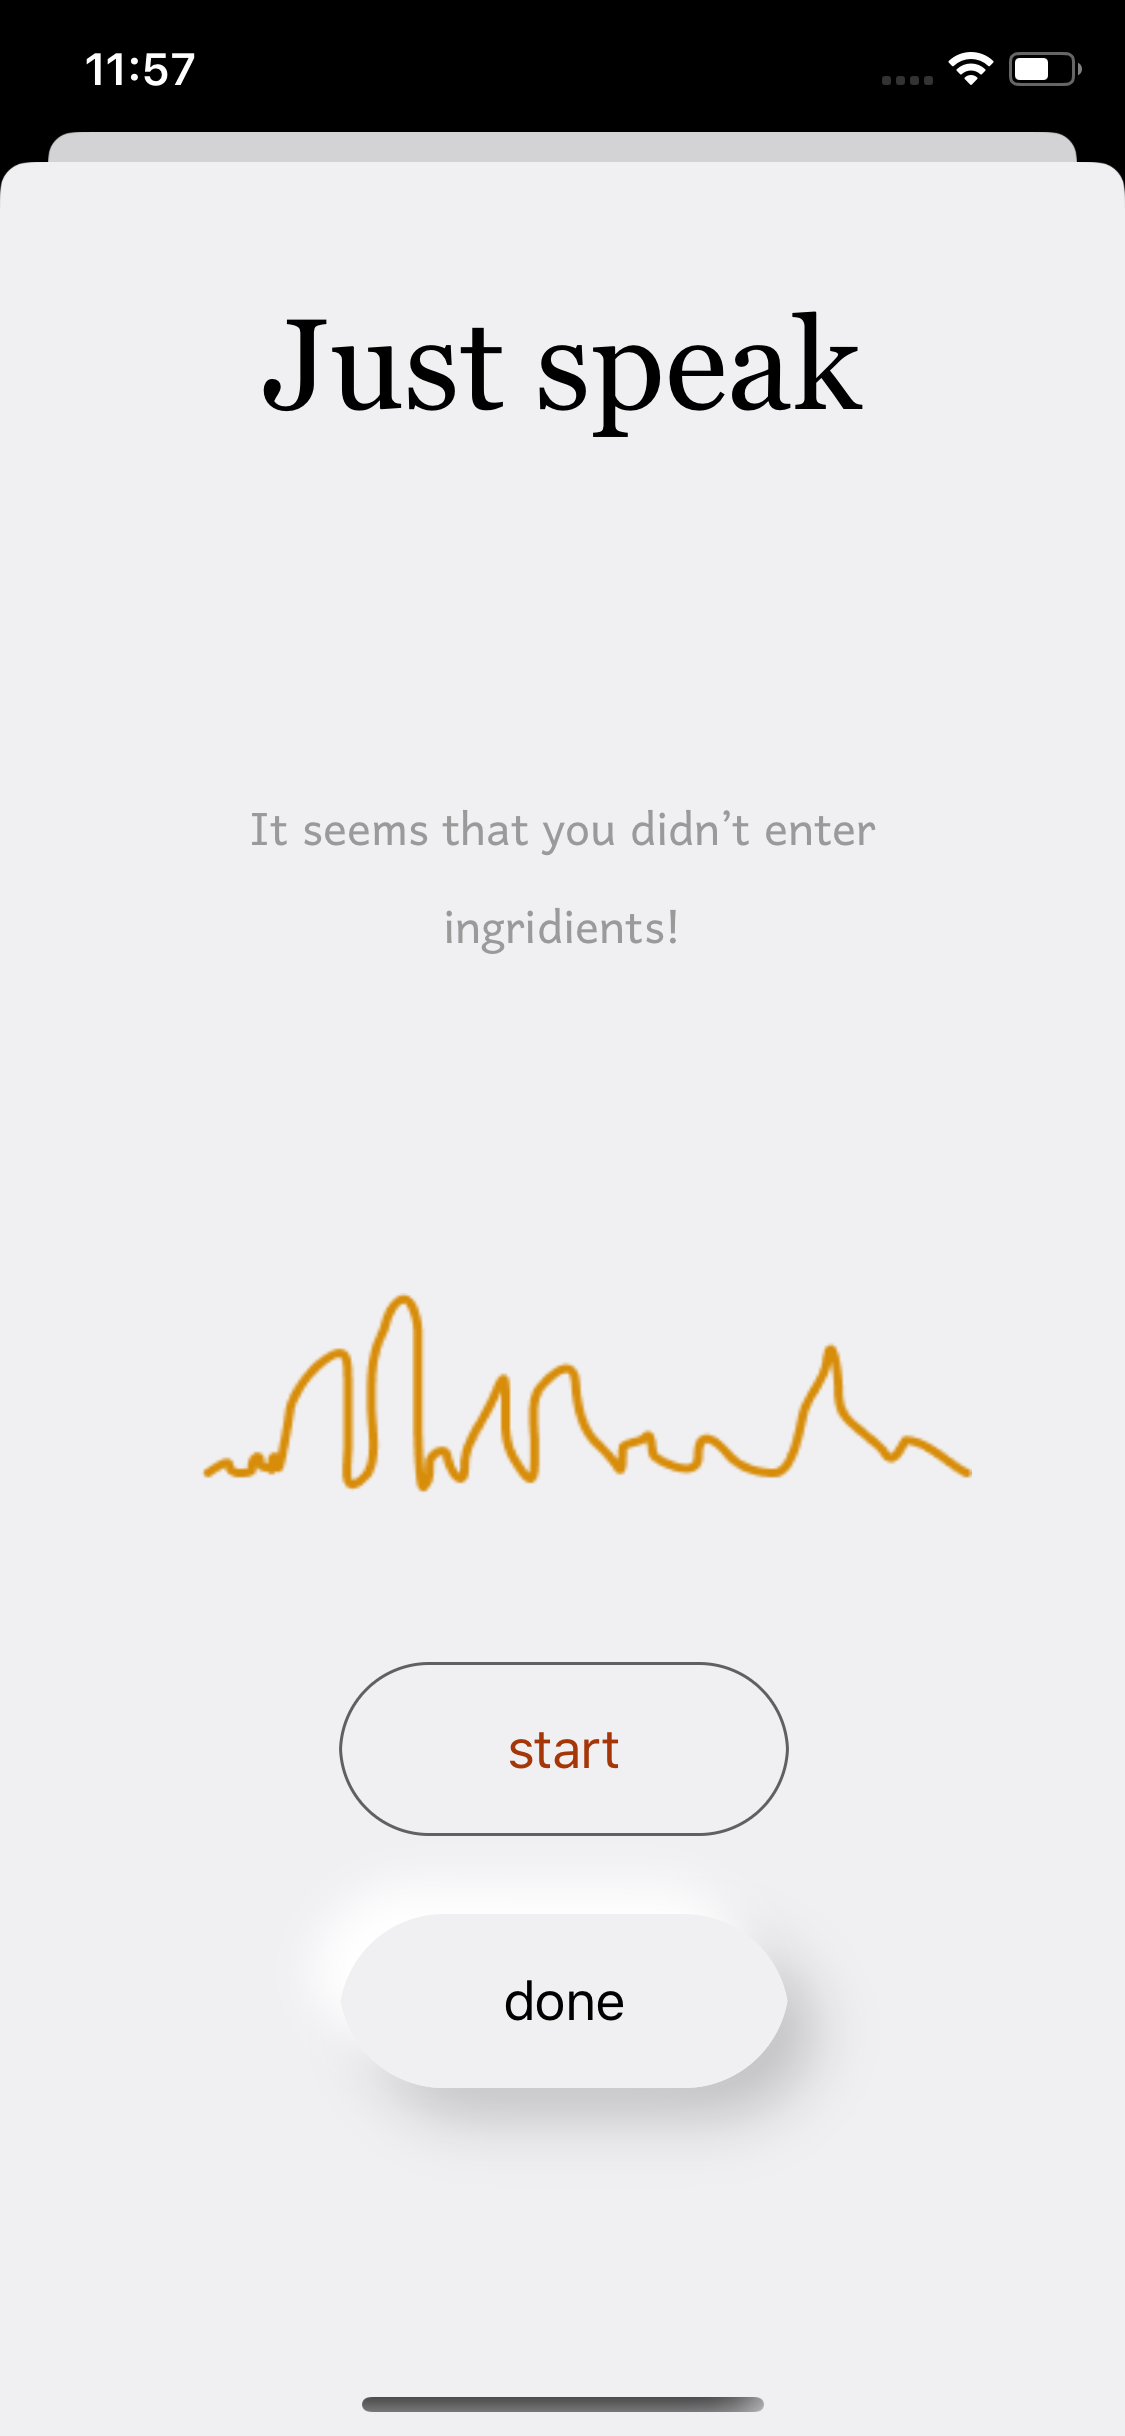 11:57
Just speak
It seems that you didn’t enter
ingridients!
start
done